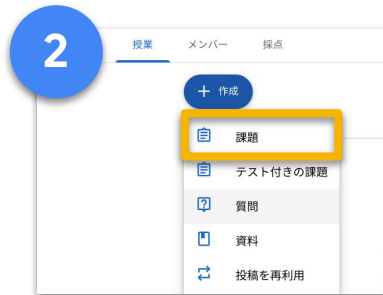 2
授業 メンバー 採点
+ 作成
課題
テスト付きの課題
質問
資料
投稿を再利用